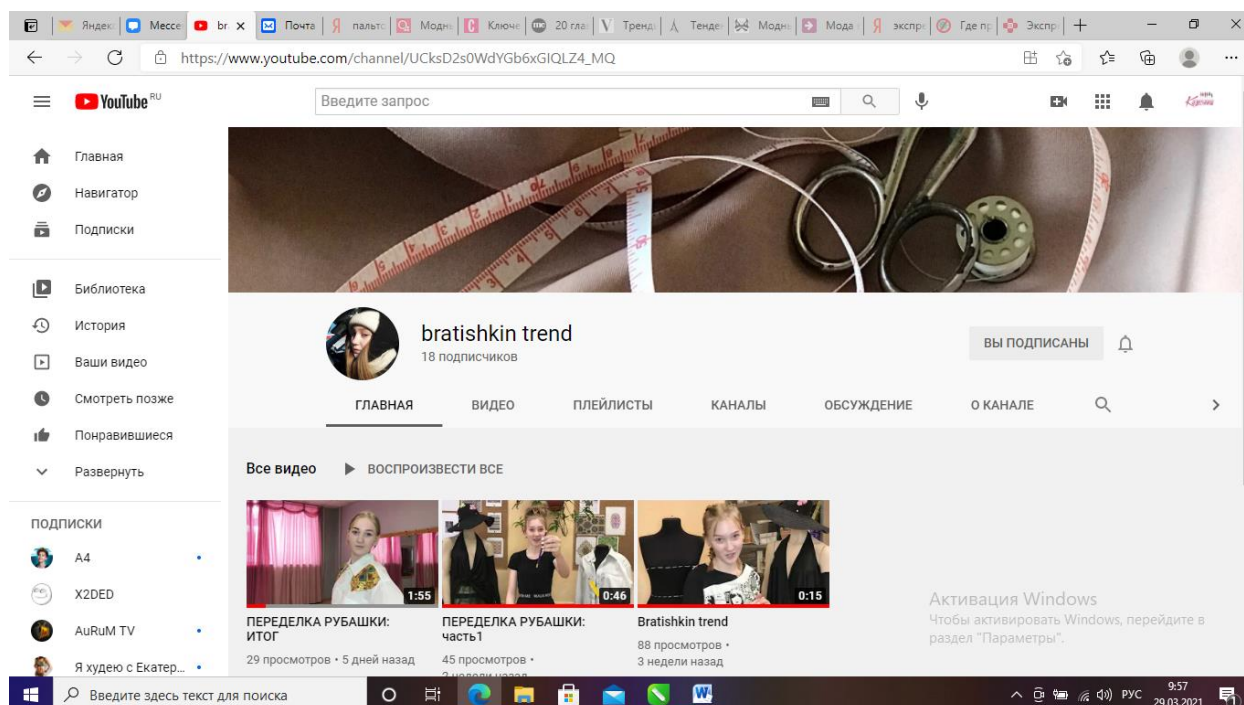 Яндекс
Мессе
br
Почта
пальто
Модн
Ключе
20 гла
Тренд
Тенден
Модн
Мода
экспре
Где пр
Экспр
https://www.youtube.com/channel/UCksD2s0WdYGb6xGIQLZ4_MQ
YouTube RU
Введите запрос
Главная
Навигатор
Подписки
Библиотека
История
Ваши видео
Смотреть позже
Понравившиеся
Развернуть
ПОДПИСКИ
A4
X2DED
AuRuM TV
Я худею с Екатер...
bratishkin trend
18 подписчиков
ВЫ ПОДПИСАНЫ
ГЛАВНАЯ ВИДЕО ПЛЕЙЛИСТЫ КАНАЛЫ ОБСУЖДЕНИЕ О КАНАЛЕ
Все видео ВОСПРОИЗВЕСТИ ВСЕ
1:55
ПЕРЕДЕЛКА РУБАШКИ:
ИТОГ
29 просмотров • 5 дней назад
0:46
ПЕРЕДЕЛКА РУБАШКИ:
часть1
45 просмотров •
2 недели назад
0:15
Bratishkin trend
88 просмотров •
3 недели назад
Активация Windows
Чтобы активировать Windows, перейдите в
раздел "Параметры".
Введите здесь текст для поиска
РУС
9:57
29.03.2021